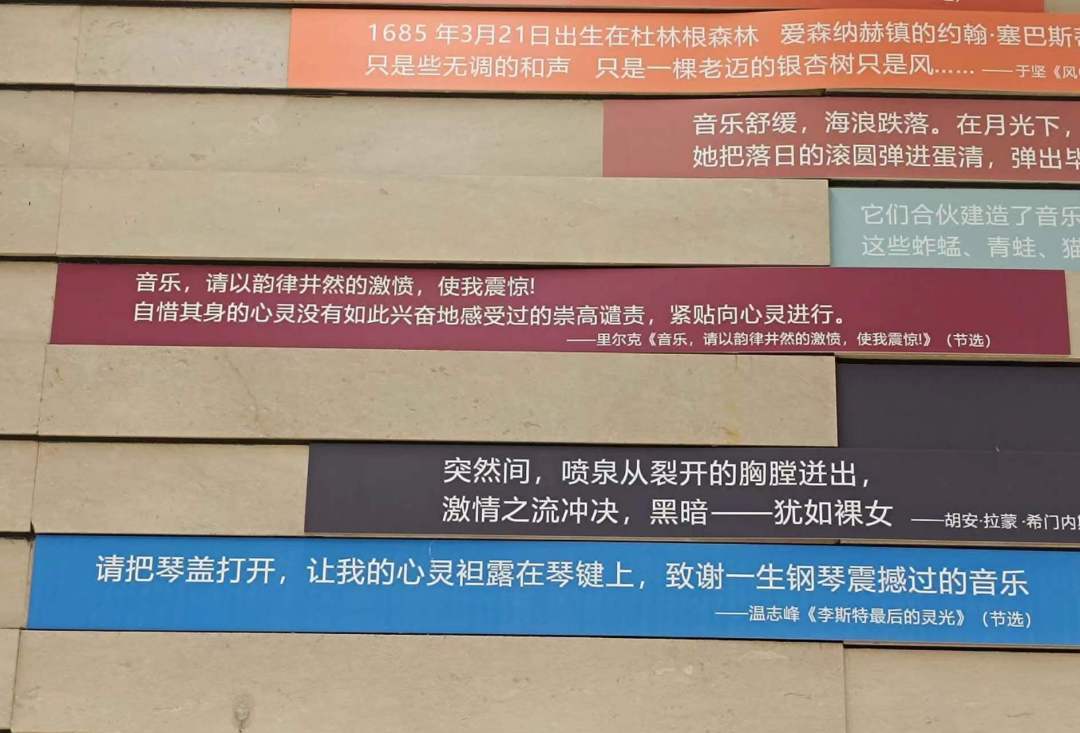 1685 年3月21日出生在杜林根森林 爱森纳赫镇的约翰·塞巴斯
只是些无调的和声 只是一棵老迈的银杏树只是风…… ——于坚《风
音乐舒缓，海浪跌落。在月光下，
她把落日的滚圆弹进蛋清，弹出
它们合伙建造了音乐
这些蚱蜢、青蛙、猫
音乐，请以韵律井然的激愤，使我震惊!
自惜其身的心灵没有如此兴奋地感受过的崇高谴责，紧贴向心灵进行。
——里尔克《音乐，请以韵律井然的激愤，使我震惊!》（节选）
突然间，喷泉从裂开的胸膛迸出，
激情之流冲决，黑暗——犹如裸女 ——胡安·拉蒙·希门内斯
请把琴盖打开，让我的心灵袒露在琴键上，致谢一生钢琴震撼过的音乐
——温志峰《李斯特最后的灵光》（节选）